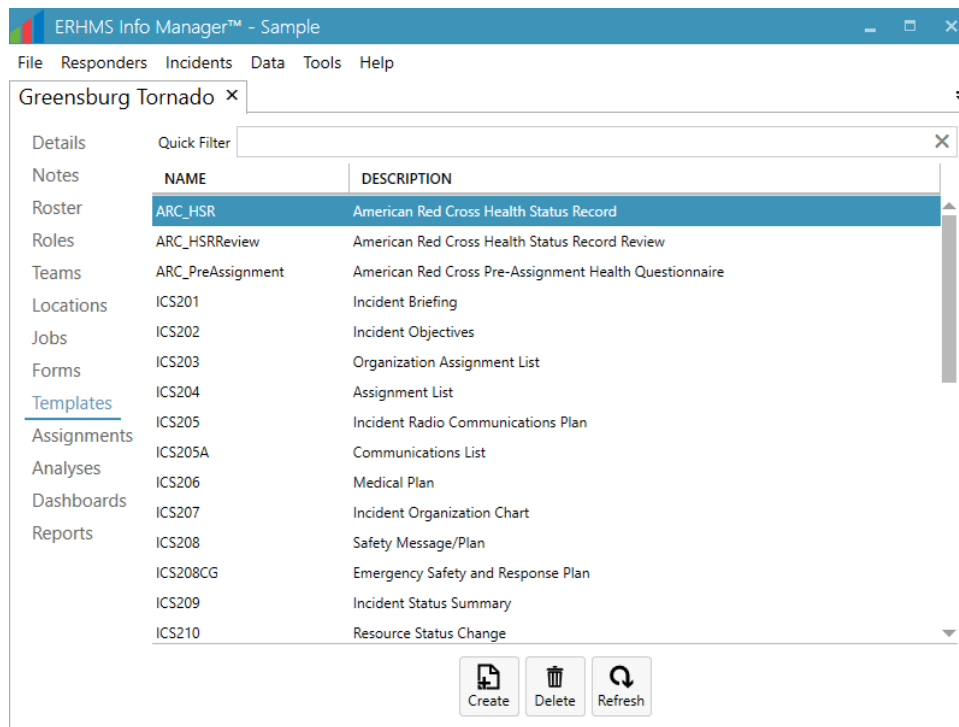 ERHMS Info Manager™ - Sample
File Responders Incidents Data Tools Help
Greensburg Tornado ×
Details
Notes
Roster
Roles
Teams
Locations
Jobs
Forms
Templates
Assignments
Analyses
Dashboards
Reports
Quick Filter
NAME DESCRIPTION
ARC_HSR American Red Cross Health Status Record
ARC_HSRReview American Red Cross Health Status Record Review
ARC_PreAssignment American Red Cross Pre-Assignment Health Questionnaire
ICS201 Incident Briefing
ICS202 Incident Objectives
ICS203 Organization Assignment List
ICS204 Assignment List
ICS205 Incident Radio Communications Plan
ICS205A Communications List
ICS206 Medical Plan
ICS207 Incident Organization Chart
ICS208 Safety Message/Plan
ICS208CG Emergency Safety and Response Plan
ICS209 Incident Status Summary
ICS210 Resource Status Change
Create Delete Refresh